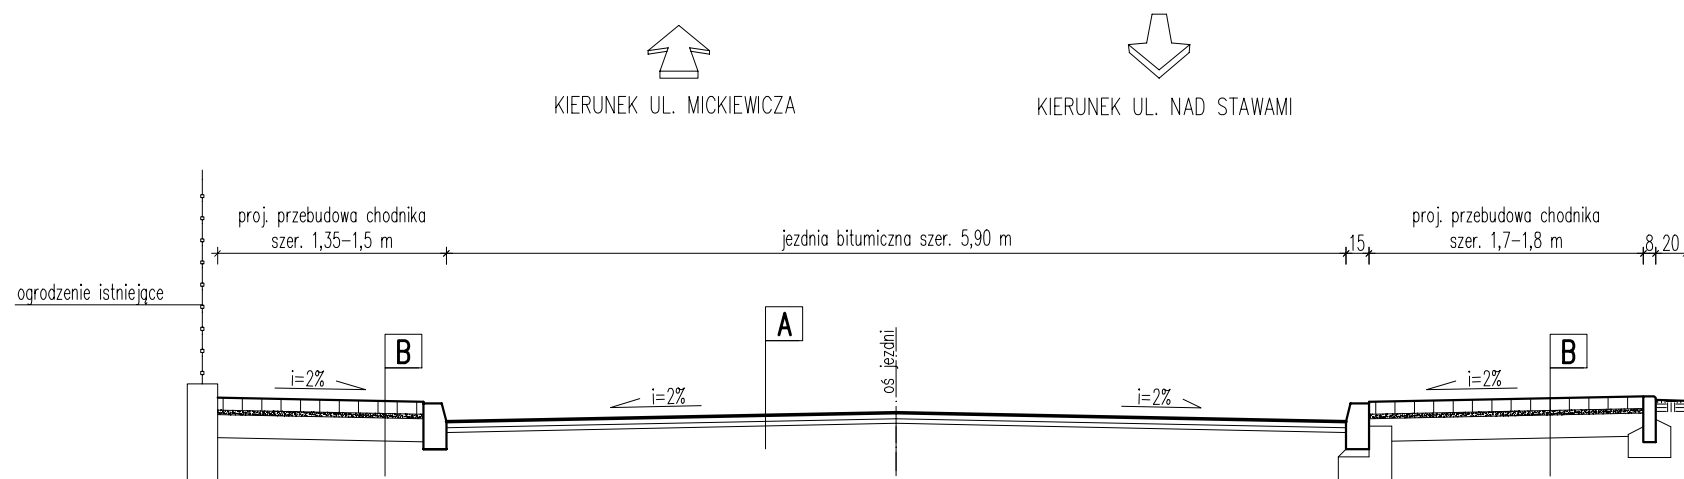 KIERUNEK UL. MICKIEWICZA
KIERUNEK UL. NAD STAWAMI
proj. przebudowa chodnika
szer. 1,35-1,5 m
jezdnia bitumiczna szer. 5,90 m
15
proj. przebudowa chodnika
szer. 1,7-1,8 m
8
20
ogrodzenie istniejące
A
B
B
oś jezdni
i=2%
i=2%
i=2%
i=2%